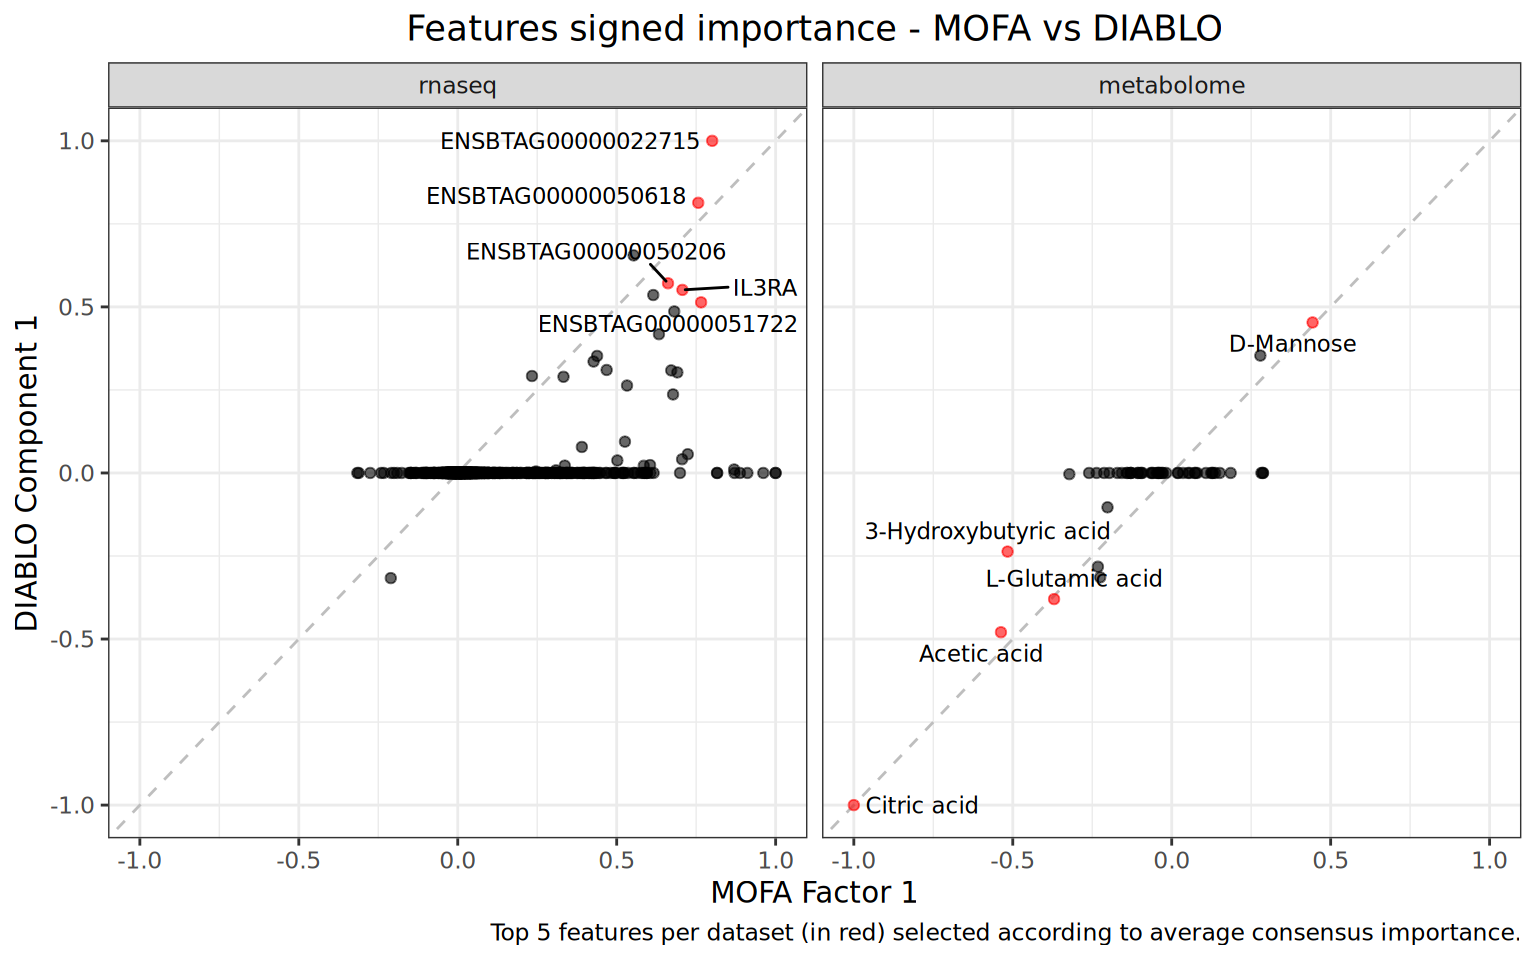 Features signed importance - MOFA vs DIABLO
rnaseq
metabolome
DIABLO Component 1
1.0
0.5
0.0
-0.5
-1.0
ENSBTAG00000022715
ENSBTAG00000050618
ENSBTAG00000050206
IL3RA
ENSBTAG00000051722
D-Mannose
3-Hydroxybutyric acid
L-Glutamic acid
Acetic acid
Citric acid
-1.0 -0.5 0.0 0.5 1.0
-1.0 -0.5 0.0 0.5 1.0
MOFA Factor 1
Top 5 features per dataset (in red) selected according to average consensus importance.